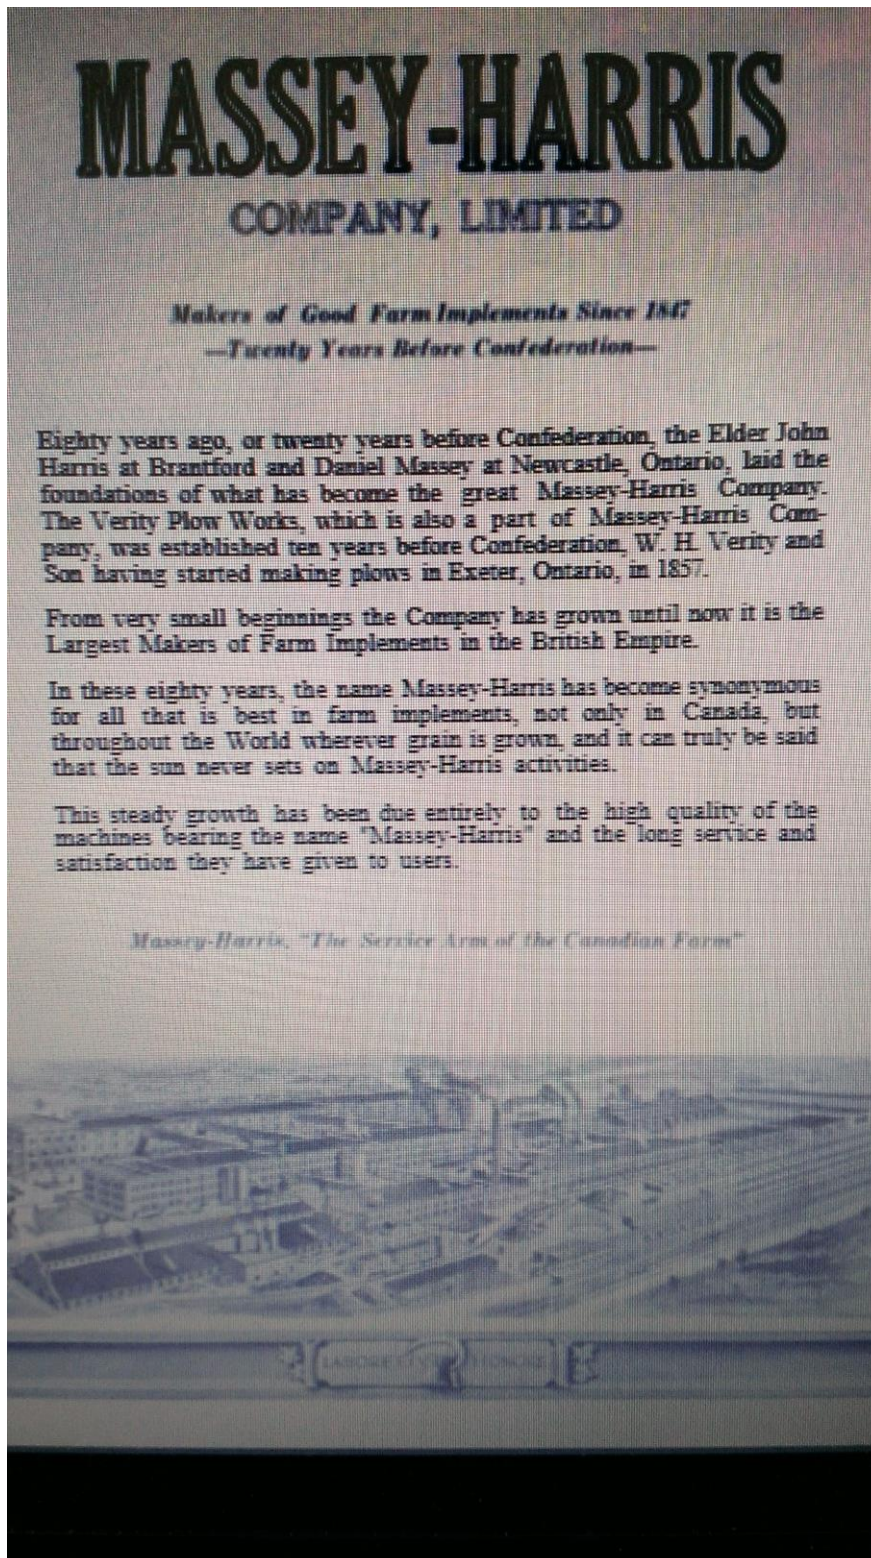 MASSEY-HARRIS
COMPANY, LIMITED
Makers of Good Farm Implements Since 1847
—Twenty Years Before Confederation—
Eighty years ago, or twenty years before Confederation, the Elder John
Harris at Brantford and Daniel Massey at Newcastle, Ontario, laid the
foundations of what has become the great Massey-Harris Company.
The Verity Plow Works, which is also a part of Massey-Harris Com-
pany, was established ten years before Confederation, W. H. Verity and
Son having started making plows in Exeter, Ontario, in 1857.
From very small beginnings the Company has grown until now it is the
Largest Makers of Farm Implements in the British Empire.
In these eighty years, the name Massey-Harris has become synonymous
for all that is best in farm implements, not only in Canada, but
throughout the World wherever grain is grown, and it can truly be said
that the sun never sets on Massey-Harris activities.
This steady growth has been due entirely to the high quality of the
machines bearing the name "Massey-Harris" and the long service and
satisfaction they have given to users.
Massey-Harris, "The Service Arm of the Canadian Farm"